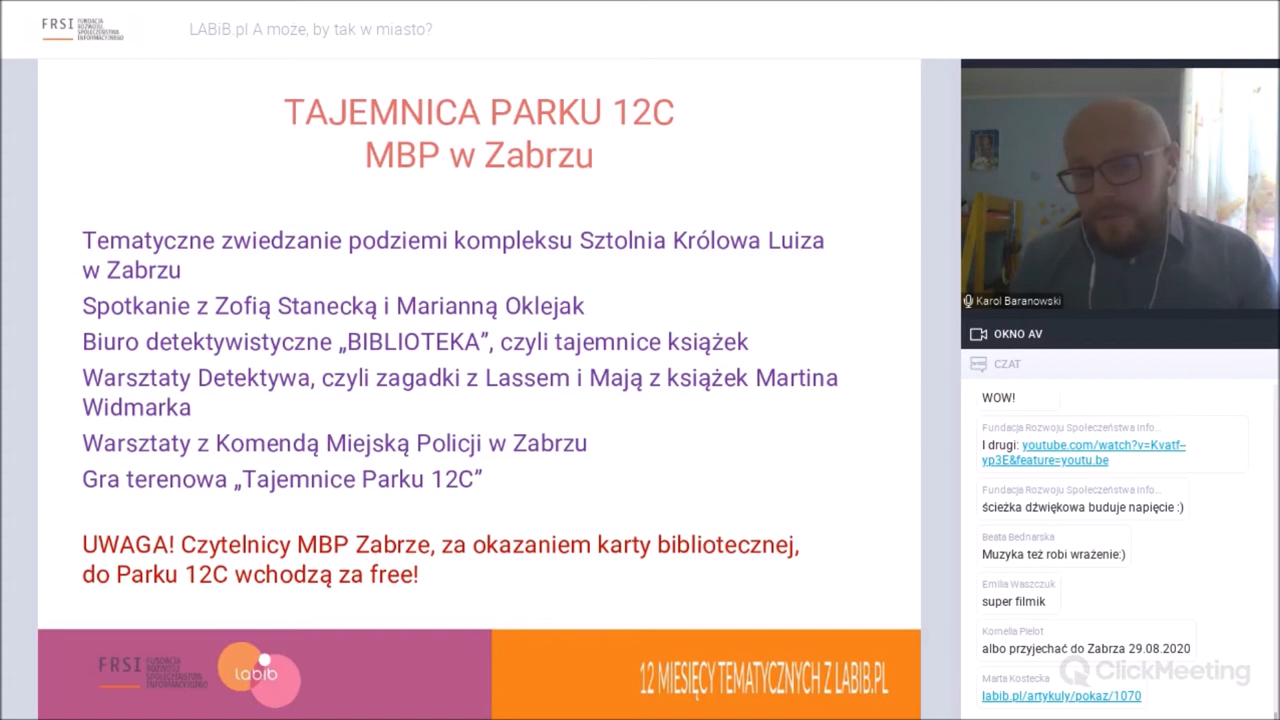 FRSI FUNDACJA
ROZWOJU
SPOŁECZEŃSTWA
INFORMACYJNEGO
LABiB.pl A może, by tak w miasto?
TAJEMNICA PARKU 12C
MBP w Zabrzu
Tematyczne zwiedzanie podziemi kompleksu Sztolnia Królowa Luiza
w Zabrzu
Spotkanie z Zofią Stanecką i Marianną Oklejak
Biuro detektywistyczne „BIBLIOTEKA”, czyli tajemnice książek
Warsztaty Detektywa, czyli zagadki z Lassem i Mają z książek Martina
Widmarka
Warsztaty z Komendą Miejską Policji w Zabrzu
Gra terenowa „Tajemnice Parku 12C”
UWAGA! Czytelnicy MBP Zabrze, za okazaniem karty bibliotecznej,
do Parku 12C wchodzą za free!
FRSI FUNDACJA
ROZWOJU
SPOŁECZEŃSTWA
INFORMACYJNEGO
labib
12 MIESIĘCY TEMATYCZNYCH Z LABIB.PL
Karol Baranowski
OKNO AV
CZAT
WOW!
Fundacja Rozwoju Społeczeństwa Info...
I drugi: youtube.com/watch?v=Kvatf–
yp3E&feature=youtu.be
Fundacja Rozwoju Społeczeństwa Info...
ścieżka dźwiękowa buduje napięcie :)
Beata Bednarska
Muzyka też robi wrażenie:)
Emilia Waszczuk
super filmik
Kornelia Pielot
albo przyjechać do Zabrza 29.08.2020
Marta Kostecka
labib.pl/artykuly/pokaz/1070
ClickMeeting